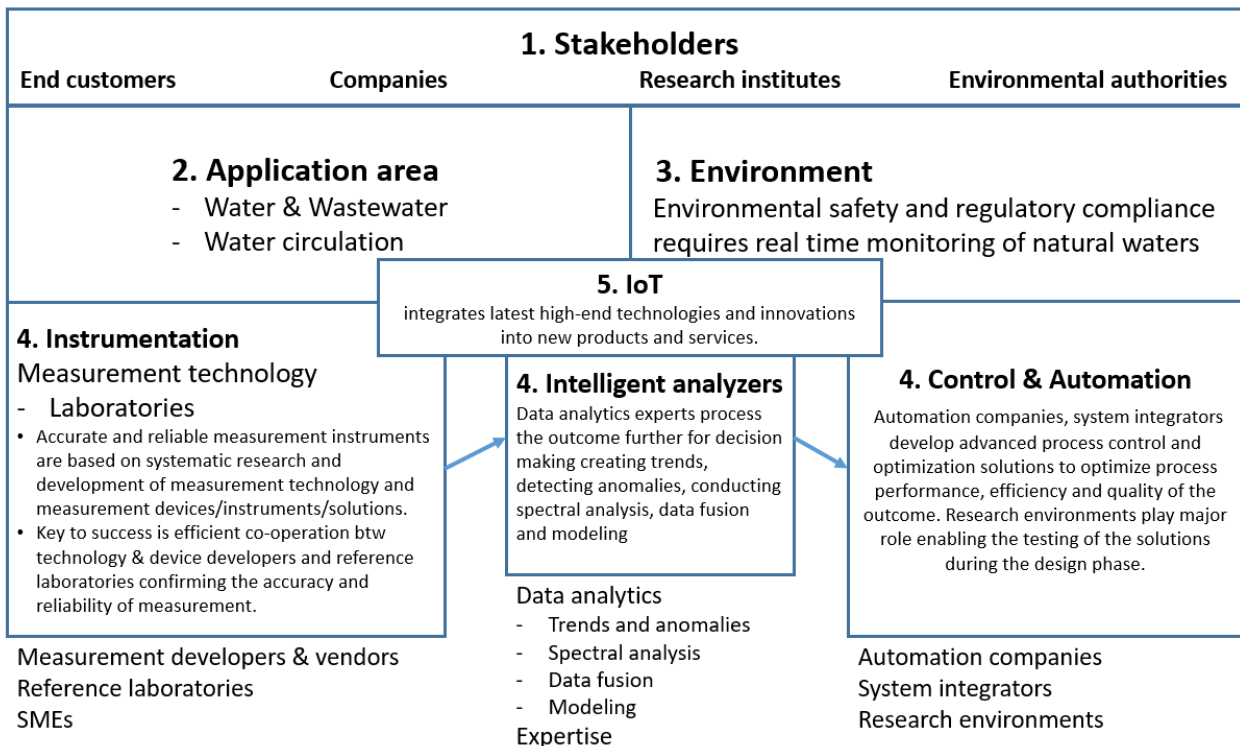 1. Stakeholders
End customers Companies Research institutes Environmental authorities
2. Application area
- Water & Wastewater
- Water circulation
3. Environment
Environmental safety and regulatory compliance
requires real time monitoring of natural waters
5. IoT
integrates latest high-end technologies and innovations
into new products and services.
4. Instrumentation
Measurement technology
- Laboratories
• Accurate and reliable measurement instruments
are based on systematic research and
development of measurement technology and
measurement devices/instruments/solutions.
• Key to success is efficient co-operation btw
technology & device developers and reference
laboratories confirming the accuracy and
reliability of measurement.
Measurement developers & vendors
Reference laboratories
SMEs
4. Intelligent analyzers
Data analytics experts process
the outcome further for decision
making creating trends,
detecting anomalies, conducting
spectral analysis, data fusion
and modeling
Data analytics
- Trends and anomalies
- Spectral analysis
- Data fusion
- Modeling
Expertise
4. Control & Automation
Automation companies, system integrators
develop advanced process control and
optimization solutions to optimize process
performance, efficiency and quality of the
outcome. Research environments play major
role enabling the testing of the solutions
during the design phase.
Automation companies
System integrators
Research environments